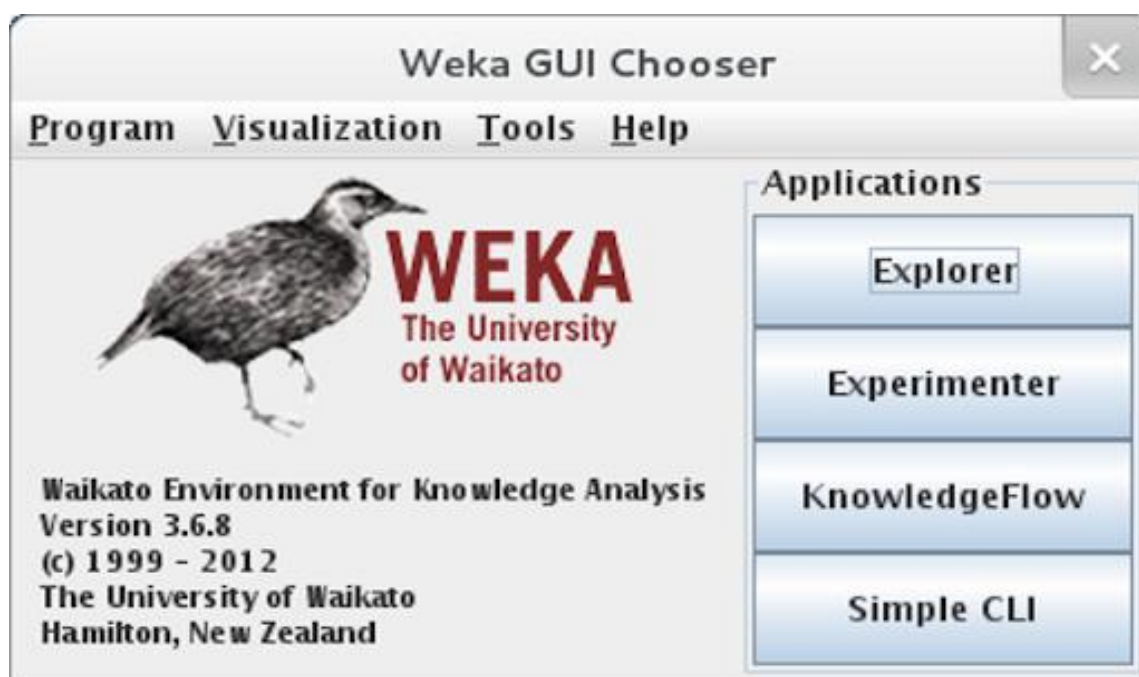 Weka GUI Chooser
Program Visualization Tools Help
WEKA
The University
of Waikato
Waikato Environment for Knowledge Analysis
Version 3.6.8
(c) 1999 - 2012
The University of Waikato
Hamilton, New Zealand
Applications
Explorer
Experimenter
KnowledgeFlow
Simple CLI